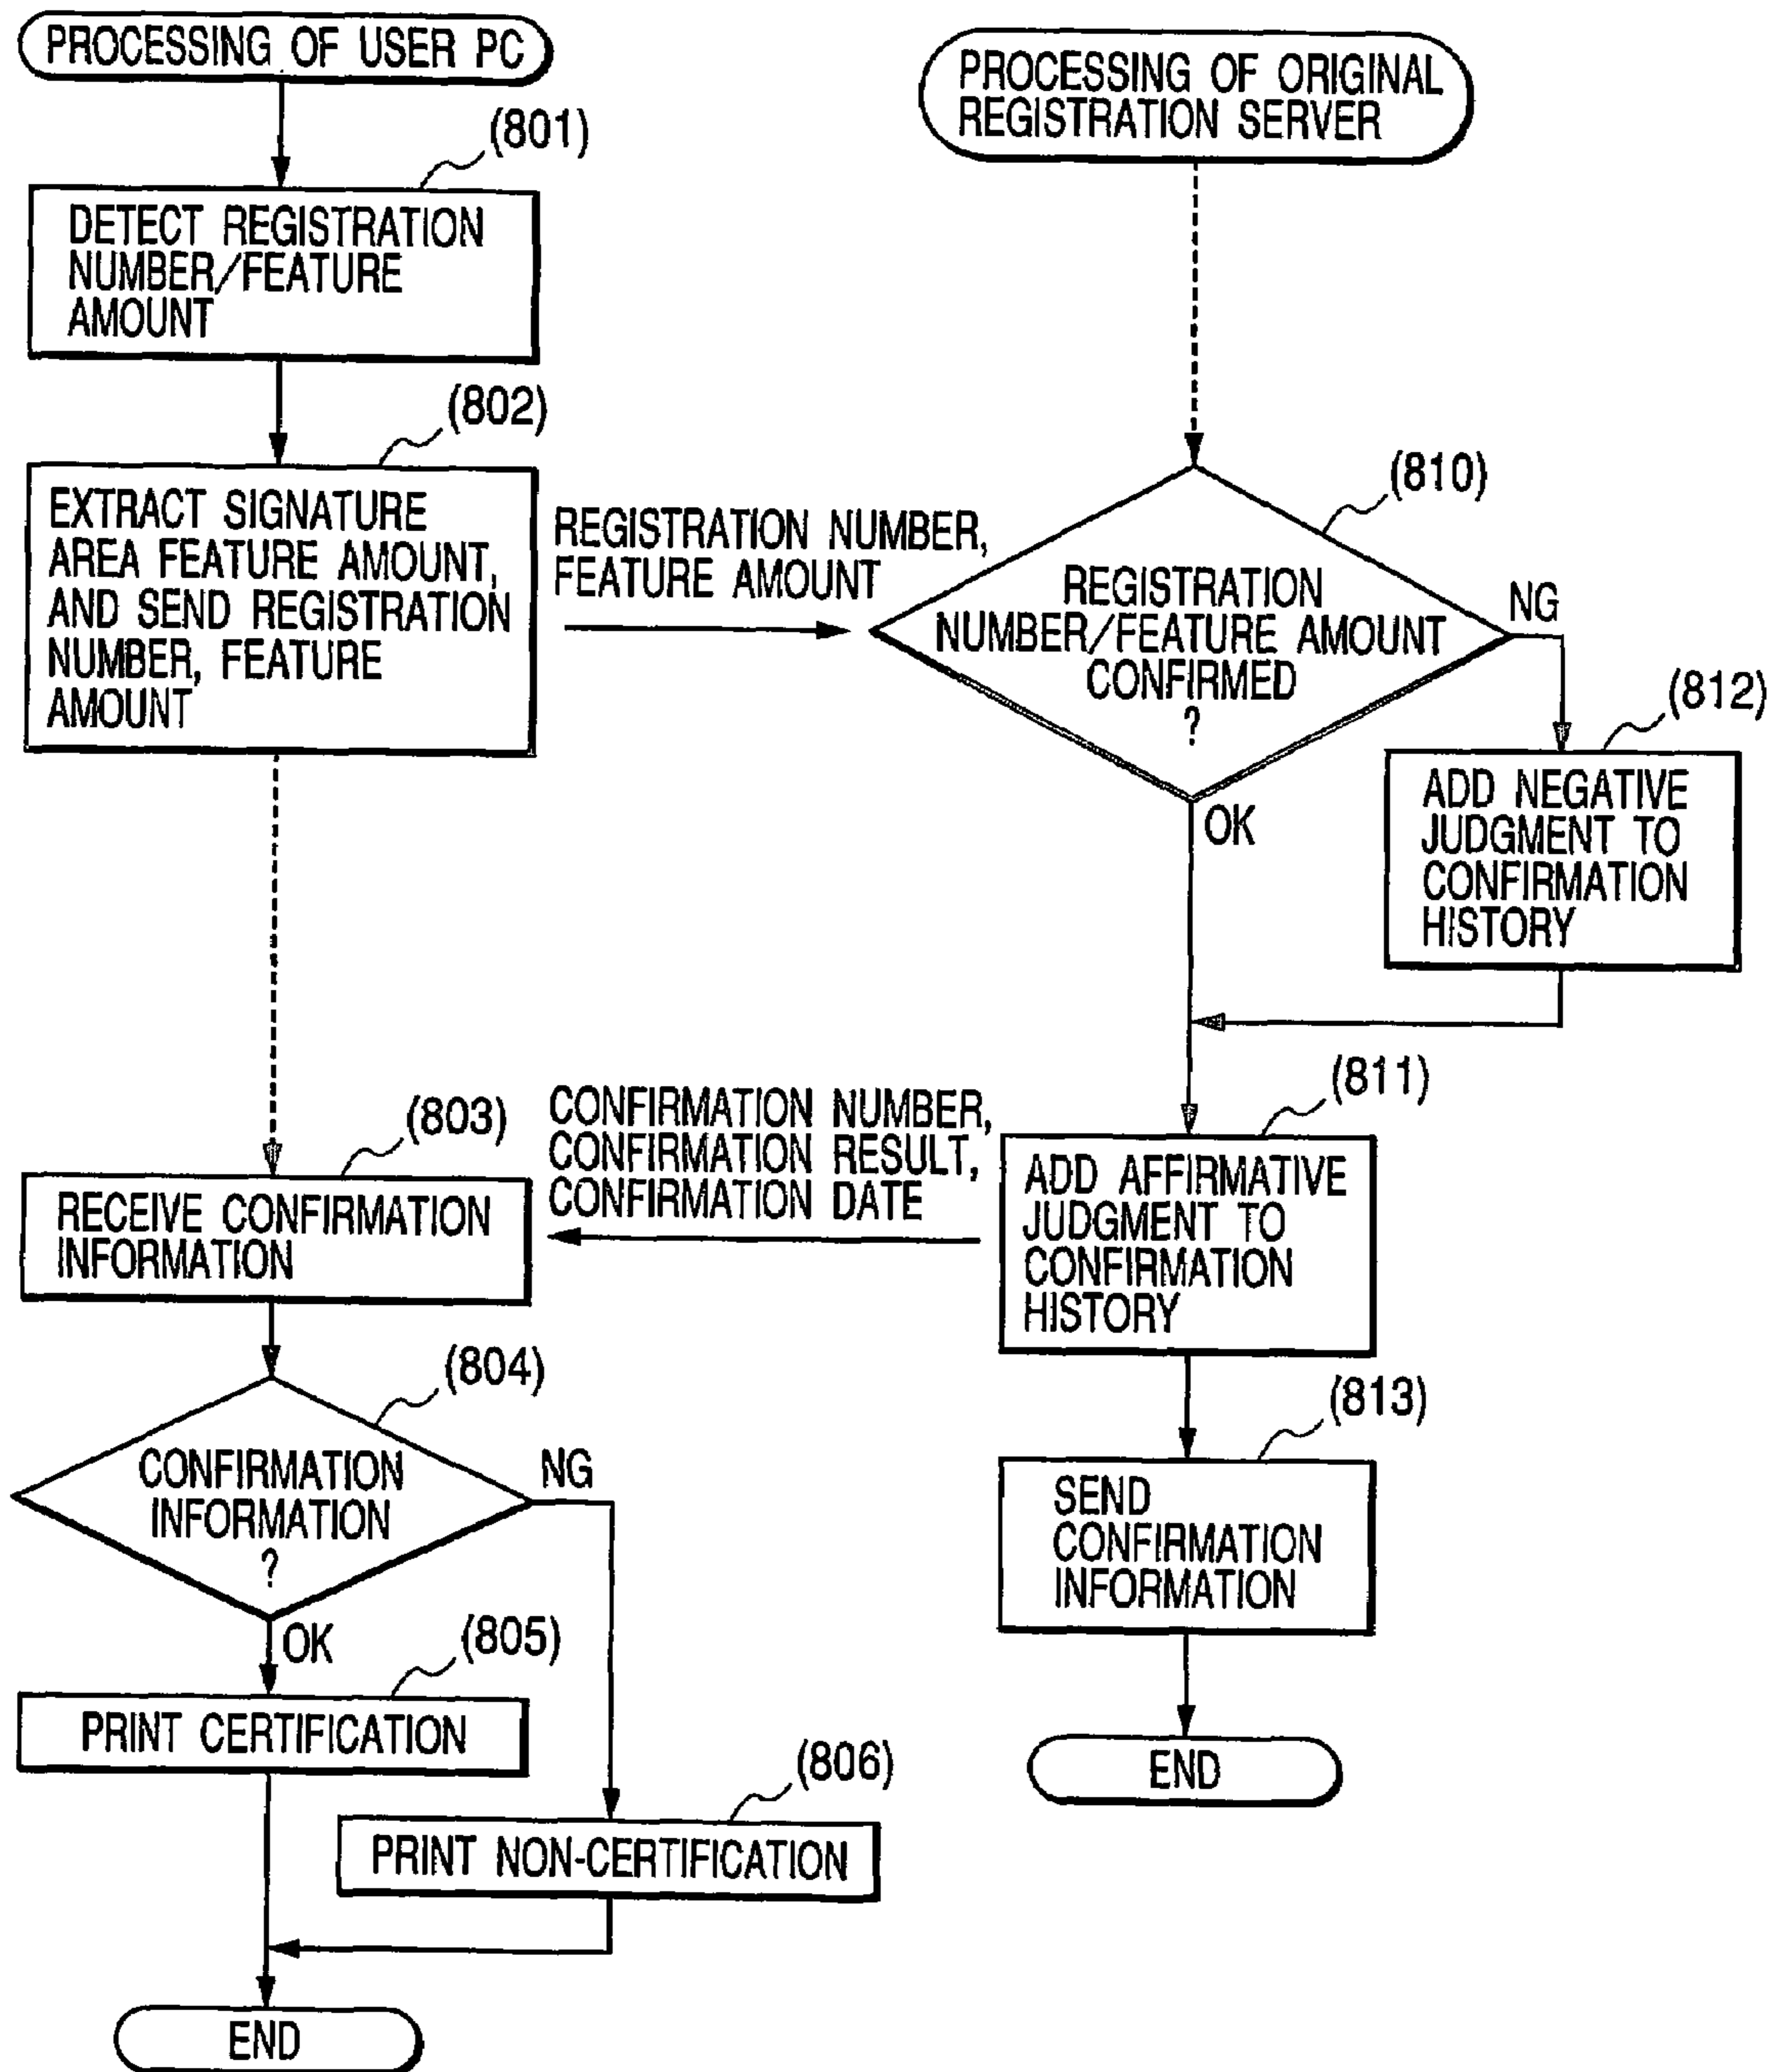 PROCESSING OF USER PC
(801)
DETECT REGISTRATION
NUMBER/FEATURE
AMOUNT
(802)
EXTRACT SIGNATURE
AREA FEATURE AMOUNT,
AND SEND REGISTRATION
NUMBER, FEATURE
AMOUNT
REGISTRATION NUMBER,
FEATURE AMOUNT
PROCESSING OF ORIGINAL
REGISTRATION SERVER
(810)
REGISTRATION
NUMBER/FEATURE AMOUNT
CONFIRMED
?
NG
OK
(812)
ADD NEGATIVE
JUDGMENT TO
CONFIRMATION
HISTORY
(811)
ADD AFFIRMATIVE
JUDGMENT TO
CONFIRMATION
HISTORY
CONFIRMATION NUMBER,
CONFIRMATION RESULT,
CONFIRMATION DATE
(813)
SEND
CONFIRMATION
INFORMATION
END
(803)
RECEIVE CONFIRMATION
INFORMATION
(804)
CONFIRMATION
INFORMATION
?
NG
OK
(805)
PRINT CERTIFICATION
(806)
PRINT NON-CERTIFICATION
END